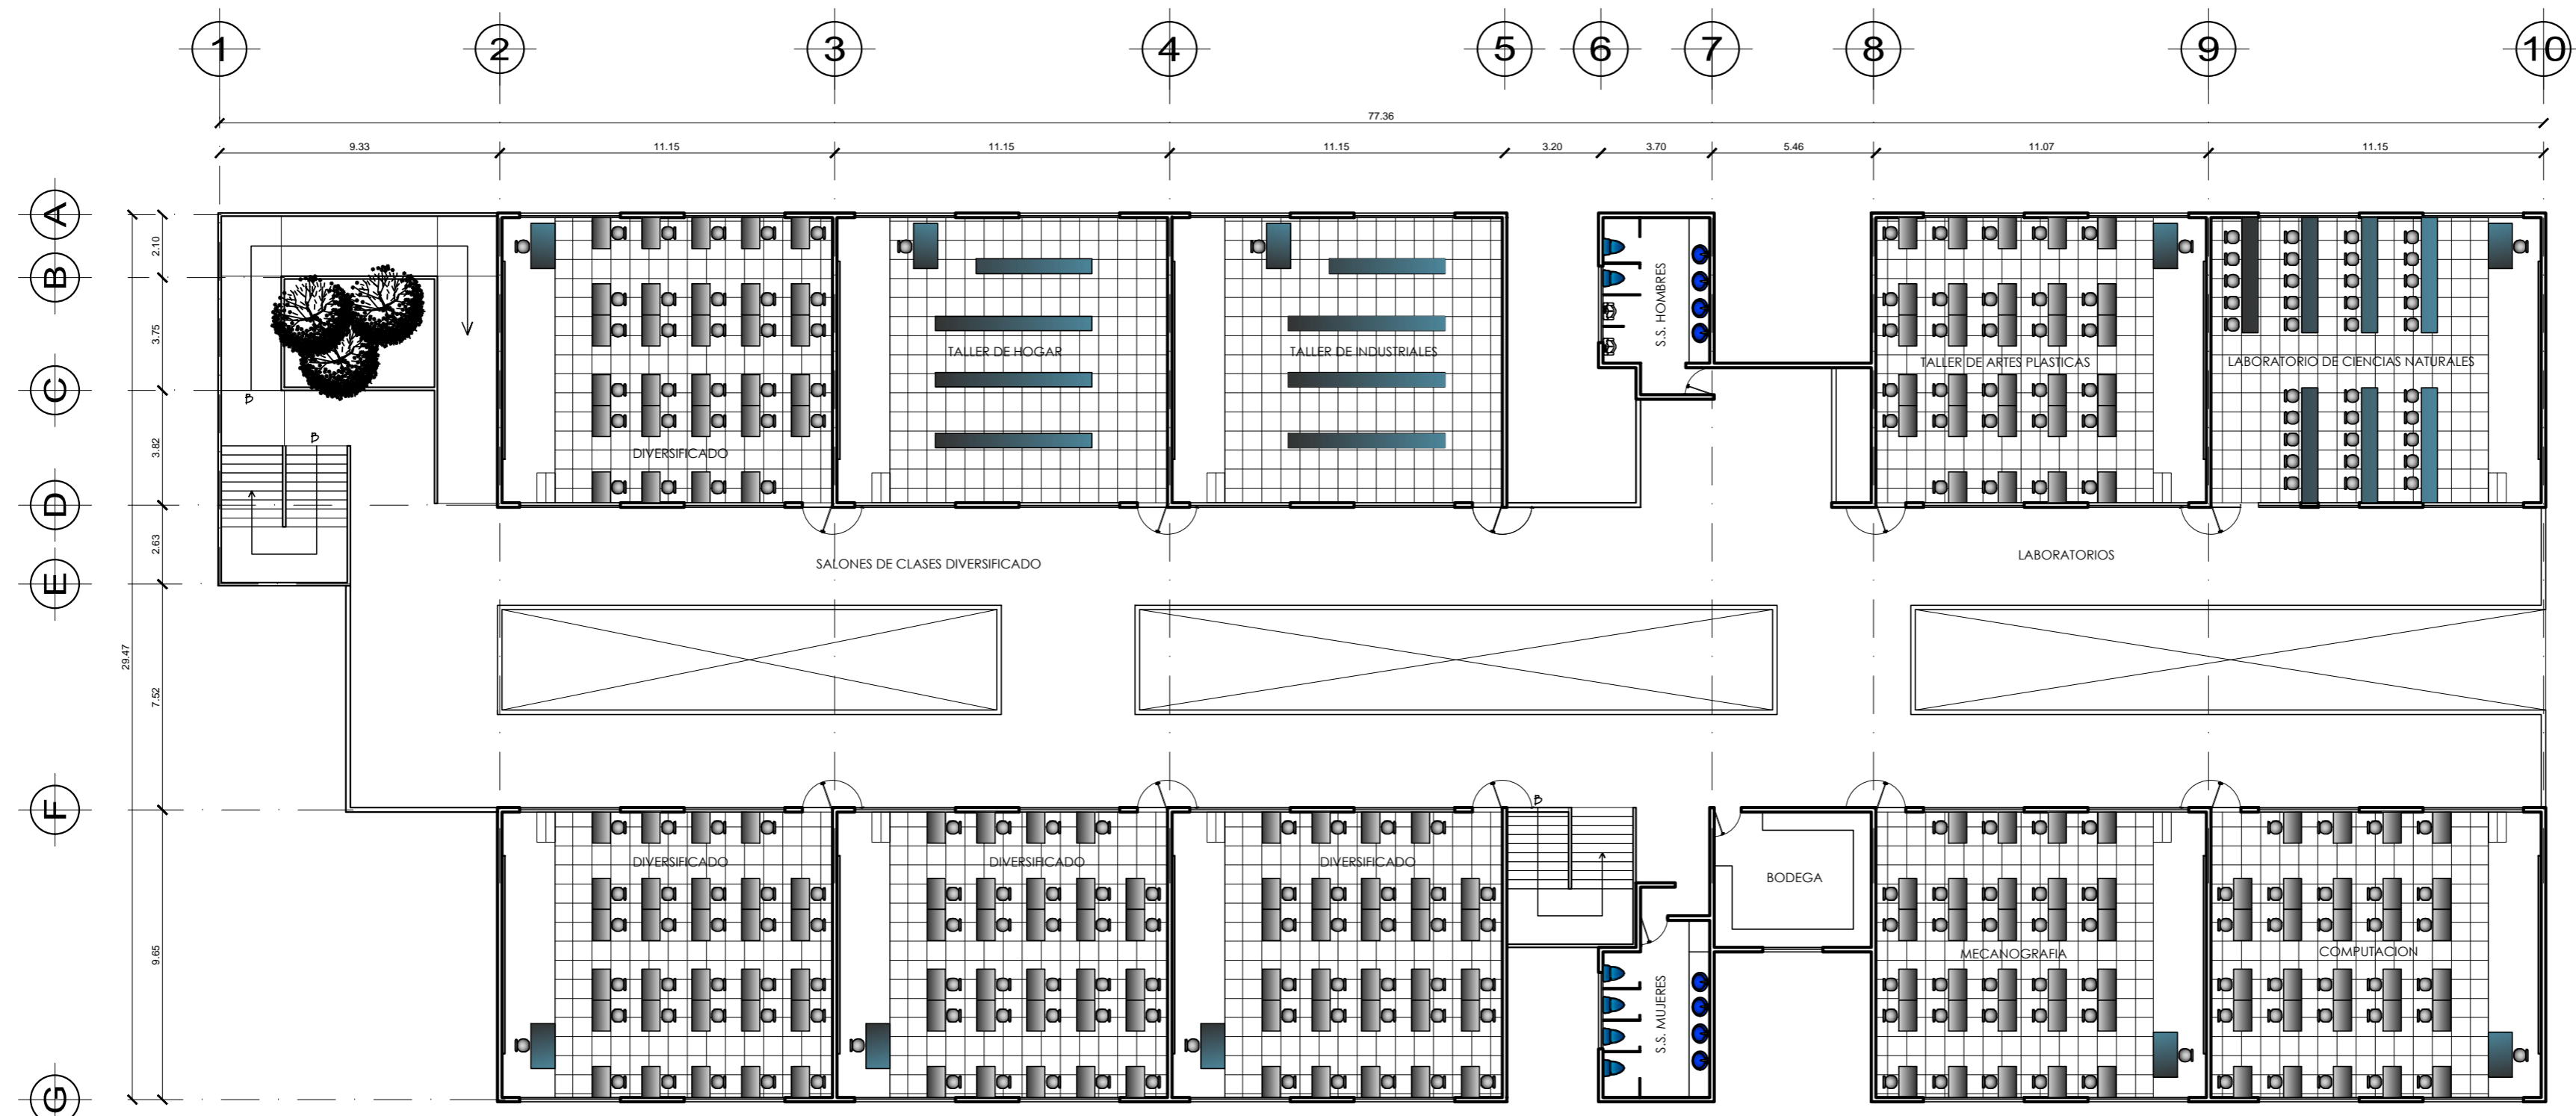 1 2 3 4 5 6 7 8 9 10
77.36
9.33 11.15 11.15 11.15 3.20 3.70 5.46 11.07 11.15
A
2.10
B
3.75
C
3.82
D
2.63
E
29.47
7.52
F
9.65
G
B
B
S.S. HOMBRES
TALLER DE HOGAR
TALLER DE INDUSTRIALES
TALLER DE ARTES PLASTICAS
LABORATORIO DE CIENCIAS NATURALES
DIVERSIFICADO
SALONES DE CLASES DIVERSIFICADO
LABORATORIOS
B
DIVERSIFICADO
DIVERSIFICADO
DIVERSIFICADO
BODEGA
MECANOGRAFIA
COMPUTACION
S.S. MUJERES